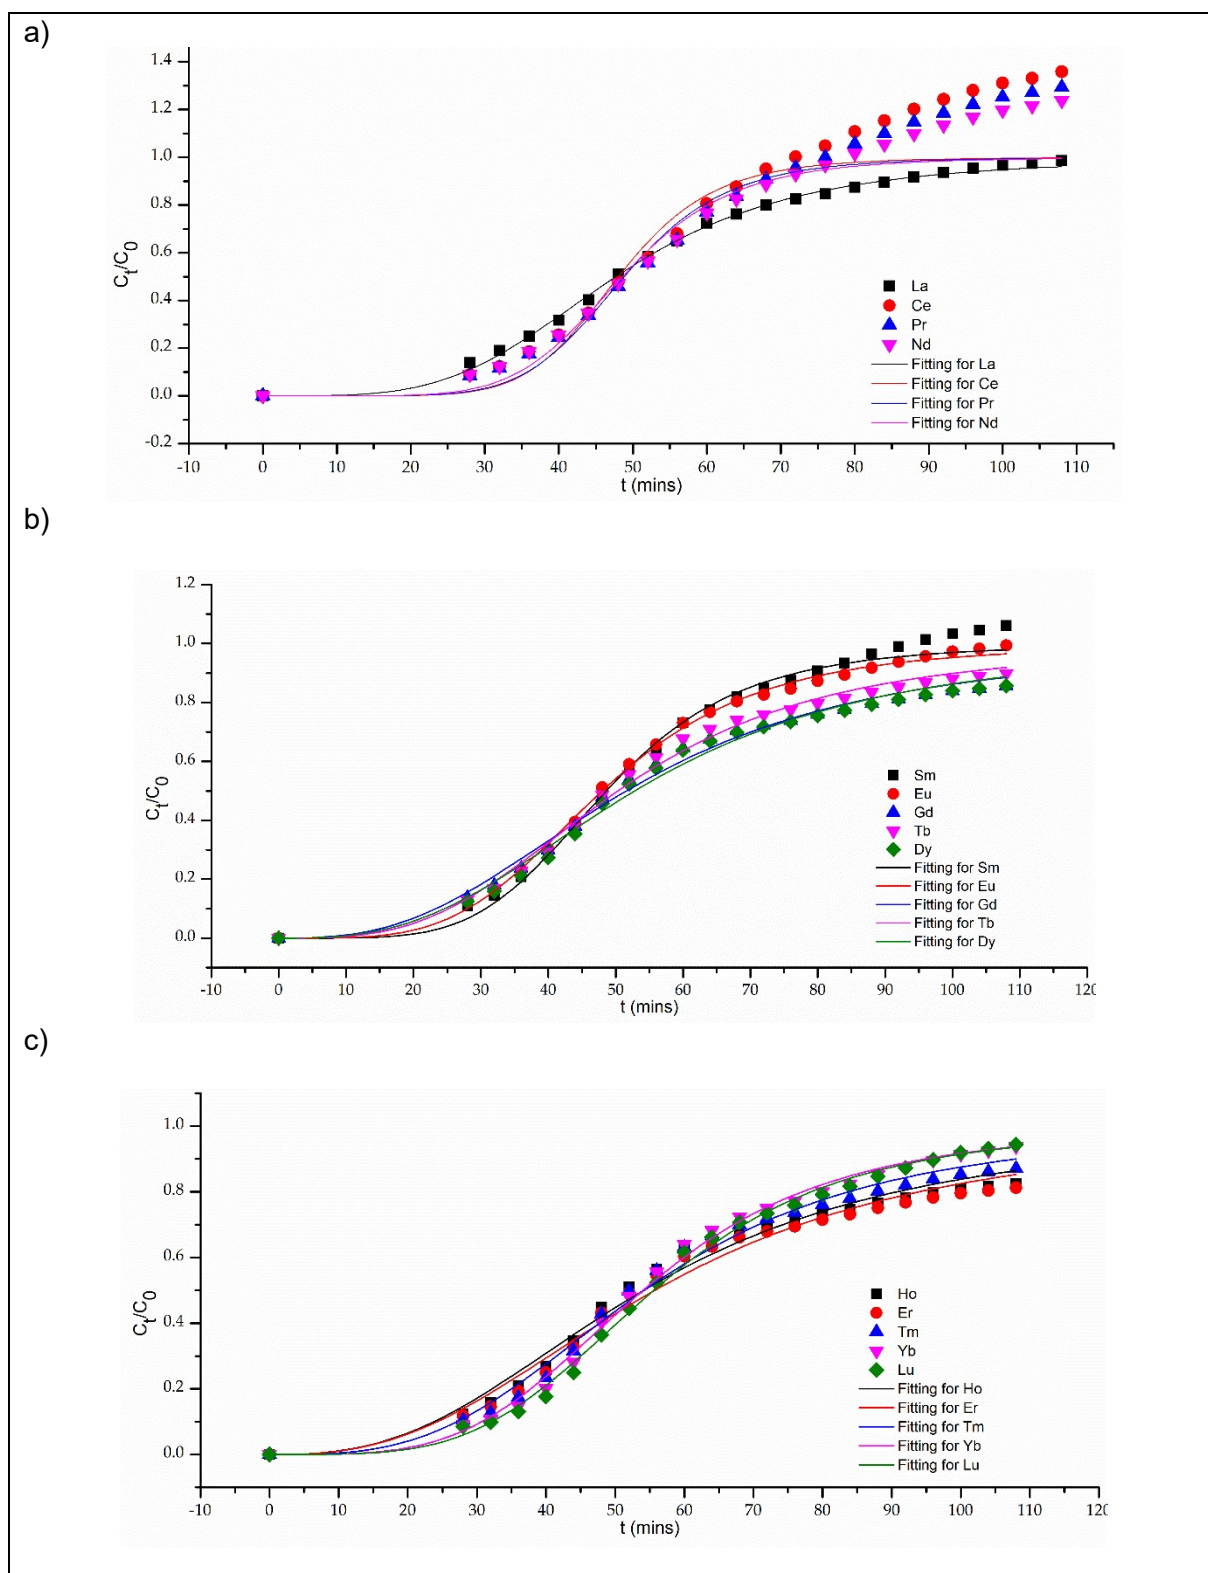 a)
1.4
1.2
1.0
0.8
0.6
0.4
0.2
0.0
-0.2
Ct/C0
La
Ce
Pr
Nd
Fitting for La
Fitting for Ce
Fitting for Pr
Fitting for Nd
-10 0 10 20 30 40 50 60 70 80 90 100 110
t (mins)
b)
1.2
1.0
0.8
0.6
0.4
0.2
0.0
Ct/C0
Sm
Eu
Gd
Tb
Dy
Fitting for Sm
Fitting for Eu
Fitting for Gd
Fitting for Tb
Fitting for Dy
-10 0 10 20 30 40 50 60 70 80 90 100 110 120
t (mins)
c)
1.0
0.8
0.6
0.4
0.2
0.0
Ct/C0
Ho
Er
Tm
Yb
Lu
Fitting for Ho
Fitting for Er
Fitting for Tm
Fitting for Yb
Fitting for Lu
-10 0 10 20 30 40 50 60 70 80 90 100 110 120
t (mins)